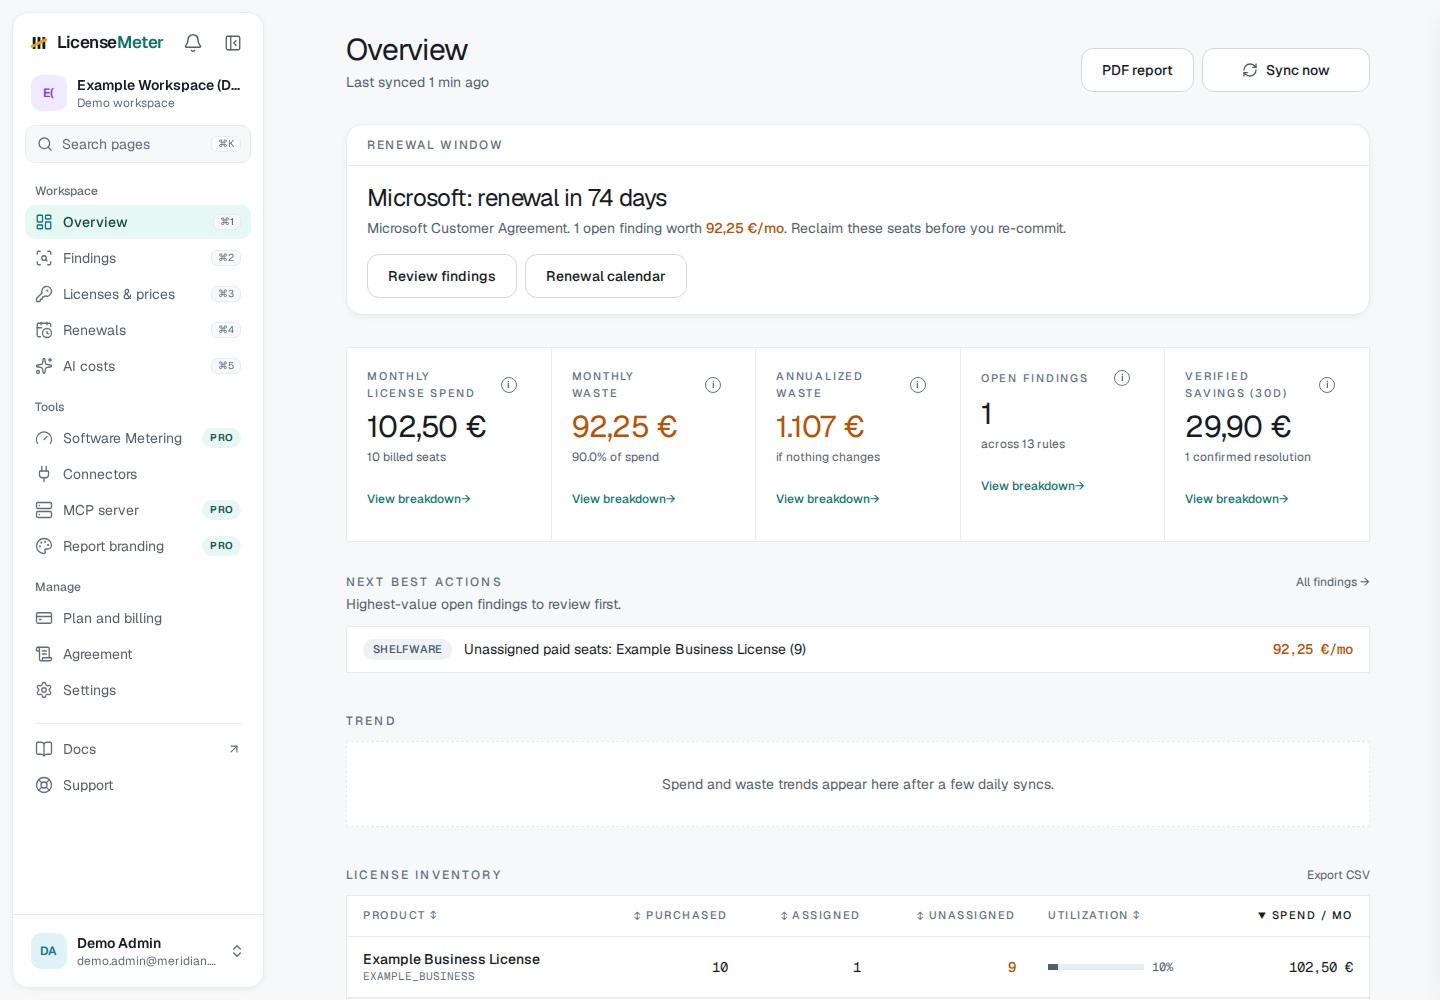 LicenseMeter
E(
Example Workspace (D...
Demo workspace
Search pages
⌘K
Workspace
Overview
⌘1
Findings
⌘2
Licenses & prices
⌘3
Renewals
⌘4
AI costs
⌘5
Tools
Software Metering
PRO
Connectors
MCP server
PRO
Report branding
PRO
Manage
Plan and billing
Agreement
Settings
Docs
Support
DA
Demo Admin
demo.admin@meridian....
Overview
Last synced 1 min ago
PDF report
Sync now
RENEWAL WINDOW
Microsoft: renewal in 74 days
Microsoft Customer Agreement. 1 open finding worth 92,25 €/mo. Reclaim these seats before you re-commit.
Review findings
Renewal calendar
MONTHLY
LICENSE SPEND
102,50 €
10 billed seats
View breakdown→
MONTHLY
WASTE
92,25 €
90.0% of spend
View breakdown→
ANNUALIZED
WASTE
1.107 €
if nothing changes
View breakdown→
OPEN FINDINGS
1
across 13 rules
View breakdown→
VERIFIED
SAVINGS (30D)
29,90 €
1 confirmed resolution
View breakdown→
NEXT BEST ACTIONS
All findings →
Highest-value open findings to review first.
SHELFWARE
Unassigned paid seats: Example Business License (9)
92,25 €/mo
TREND
Spend and waste trends appear here after a few daily syncs.
LICENSE INVENTORY
Export CSV
PRODUCT ↕ ↕ PURCHASED ↕ ASSIGNED ↕ UNASSIGNED UTILIZATION ↕ ▼ SPEND / MO
Example Business License
EXAMPLE_BUSINESS
10 1 9 10% 102,50 €